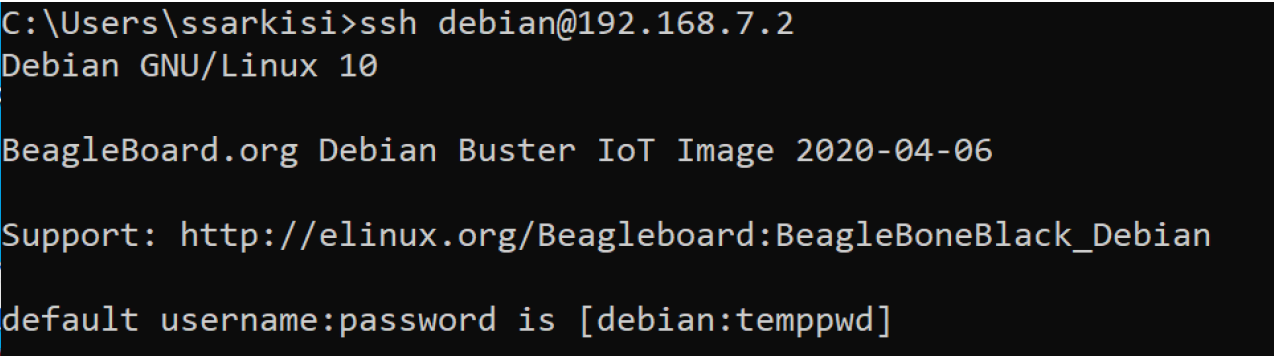 C:\Users\ssarkisi>ssh debian@192.168.7.2
Debian GNU/Linux 10
BeagleBoard.org Debian Buster IoT Image 2020-04-06
Support: http://elinux.org/Beagleboard:BeagleBoneBlack_Debian
default username:password is [debian:temppwd]